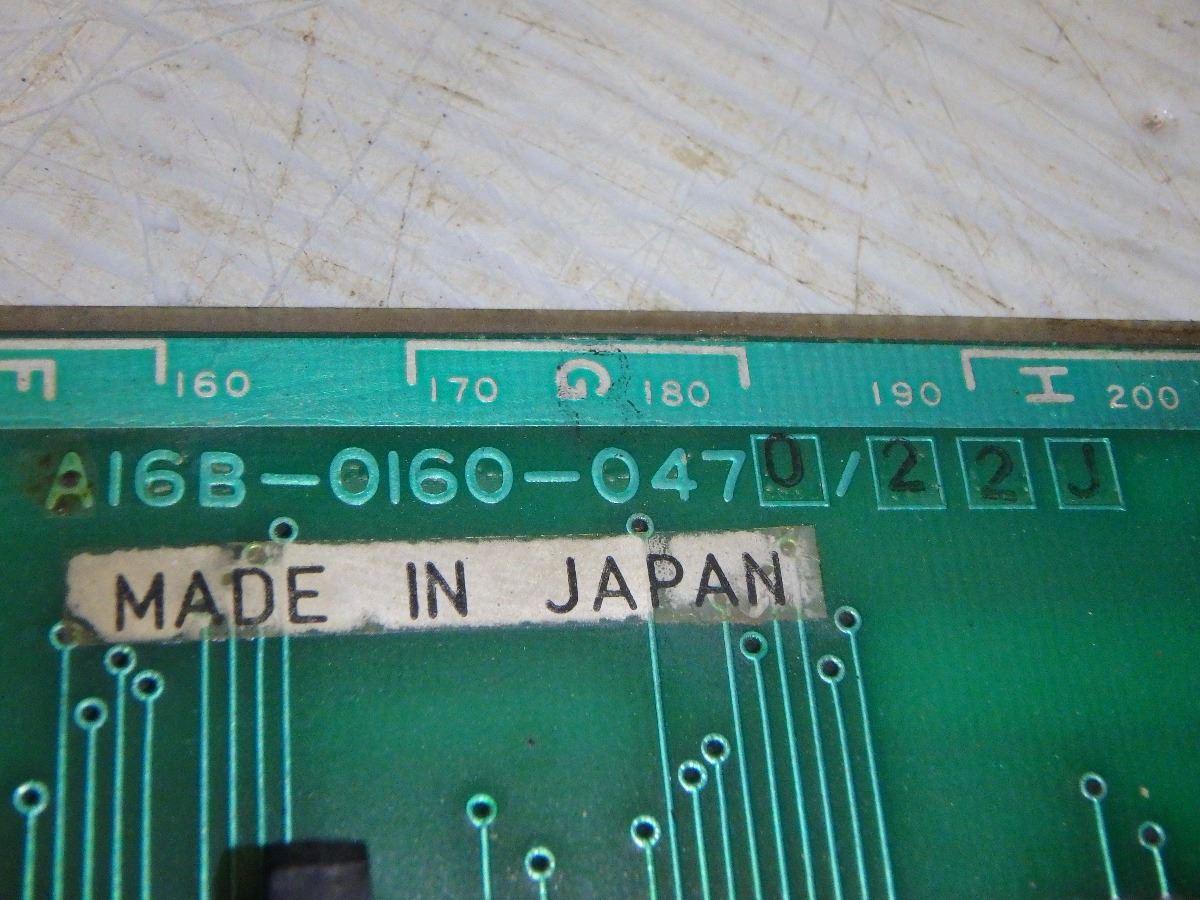 F 160 170 G 180 190 H 200
A16B-0160-0470/22J
MADE IN JAPAN